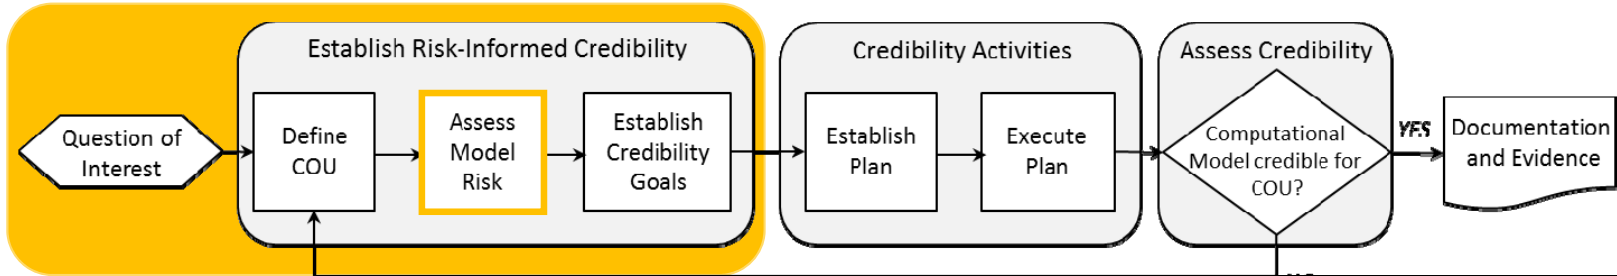 Establish Risk-Informed Credibility
Credibility Activities
Assess Credibility
Question of
Interest
Define
COU
Assess
Model
Risk
Establish
Credibility
Goals
Establish
Plan
Execute
Plan
Computational
Model credible for
COU?
YES
Documentation
and Evidence